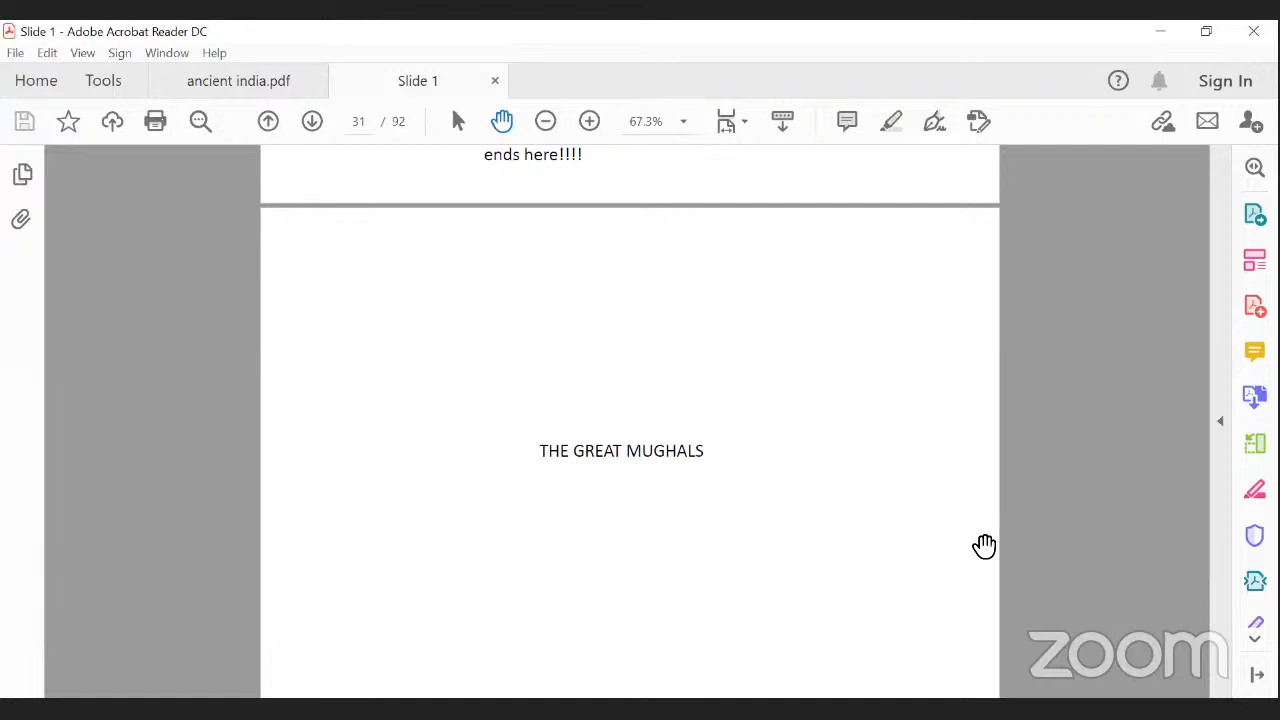 Slide 1 - Adobe Acrobat Reader DC
File Edit View Sign Window Help
Home Tools ancient india.pdf Slide 1 × Sign In
31 / 92 67.3%
ends here!!!!
THE GREAT MUGHALS
zoom